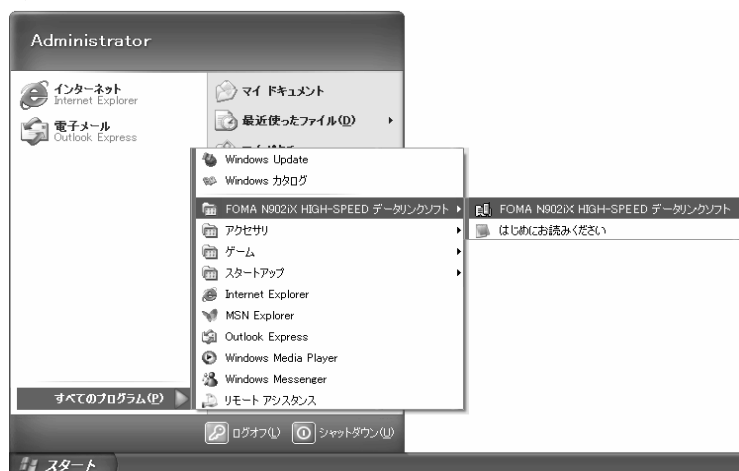 Administrator
インターネット
Internet Explorer
電子メール
Outlook Express
マイ ドキュメント
最近使ったファイル(D)
Windows Update
Windows カタログ
FOMA N902iX HIGH-SPEED データリンクソフト
アクセサリ
ゲーム
スタートアップ
Internet Explorer
MSN Explorer
Outlook Express
Windows Media Player
Windows Messenger
リモート アシスタンス
FOMA N902iX HIGH-SPEED データリンクソフト
はじめにお読みください
すべてのプログラム(P)
ログオフ(L)
シャットダウン(U)
スタート